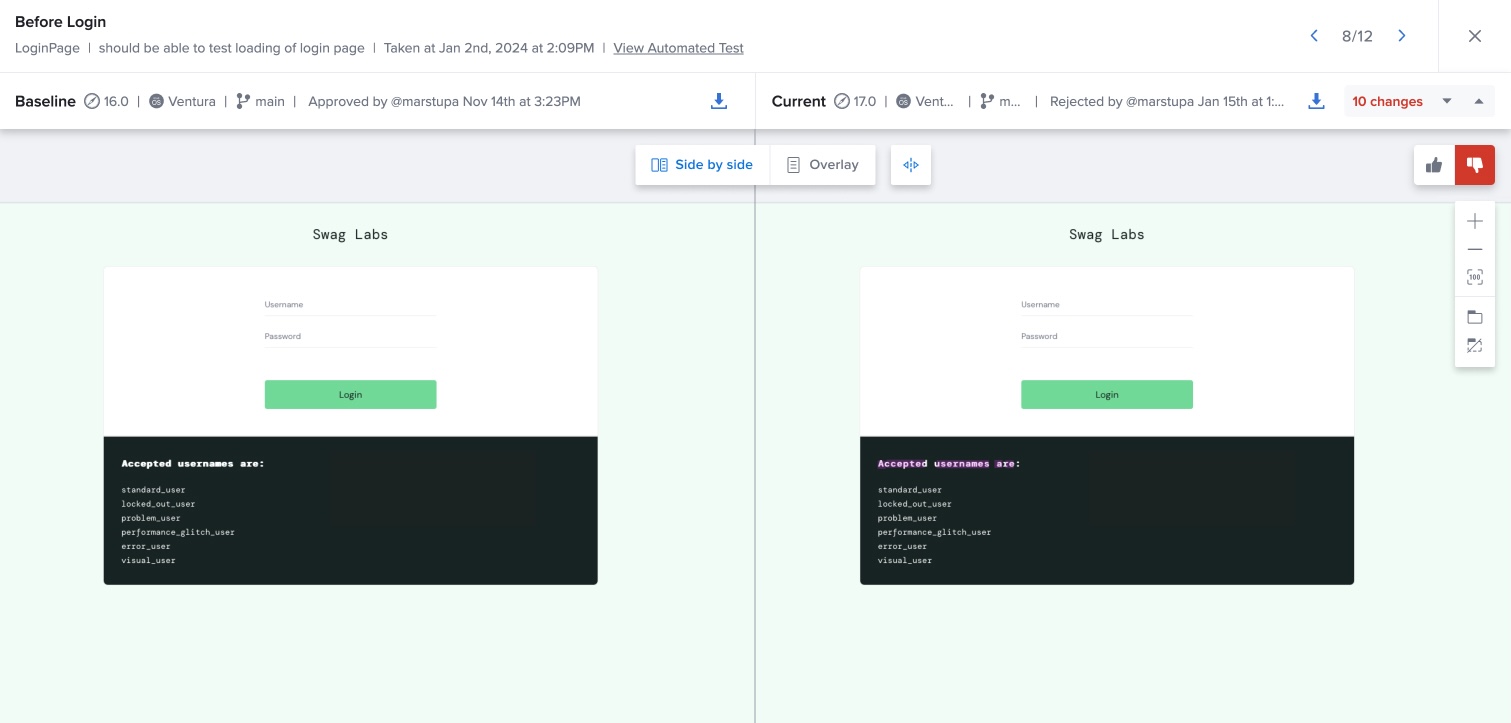 Before Login
LoginPage | should be able to test loading of login page | Taken at Jan 2nd, 2024 at 2:09PM | View Automated Test
8/12
Baseline 16.0 | Ventura | main | Approved by @marstupa Nov 14th at 3:23PM
Current 17.0 | Vent... | m... | Rejected by @marstupa Jan 15th at 1:...
10 changes
Side by side
Overlay
Swag Labs
Username
Password
Login
Accepted usernames are:
standard_user
locked_out_user
problem_user
performance_glitch_user
error_user
visual_user
Swag Labs
Username
Password
Login
Accepted usernames are:
standard_user
locked_out_user
problem_user
performance_glitch_user
error_user
visual_user
100